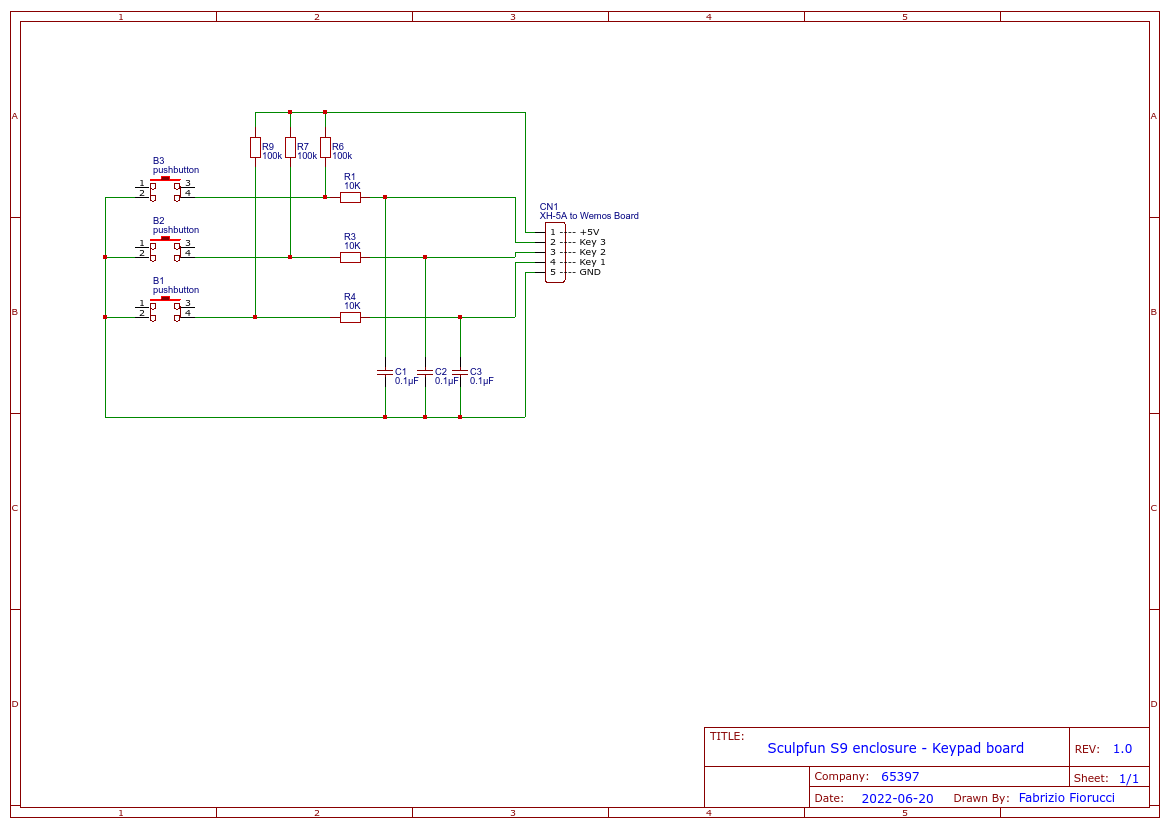 1 2 3 4 5
A A
R9 R7 R6
100k 100k 100k
B3
pushbutton
1 3
2 4
R1
10K
CN1
XH-5A to Wemos Board
B2
pushbutton
1 3
2 4
R3
10K
1 ---- +5V
2 ---- Key 3
3 ---- Key 2
4 ---- Key 1
5 ---- GND
B1
pushbutton
1 3
2 4
R4
10K
B B
C1 C2 C3
0.1µF 0.1µF 0.1µF
C C
D D
TITLE:
Sculpfun S9 enclosure - Keypad board
REV: 1.0
Company: 65397
Sheet: 1/1
Date: 2022-06-20 Drawn By: Fabrizio Fiorucci
1 2 3 4 5